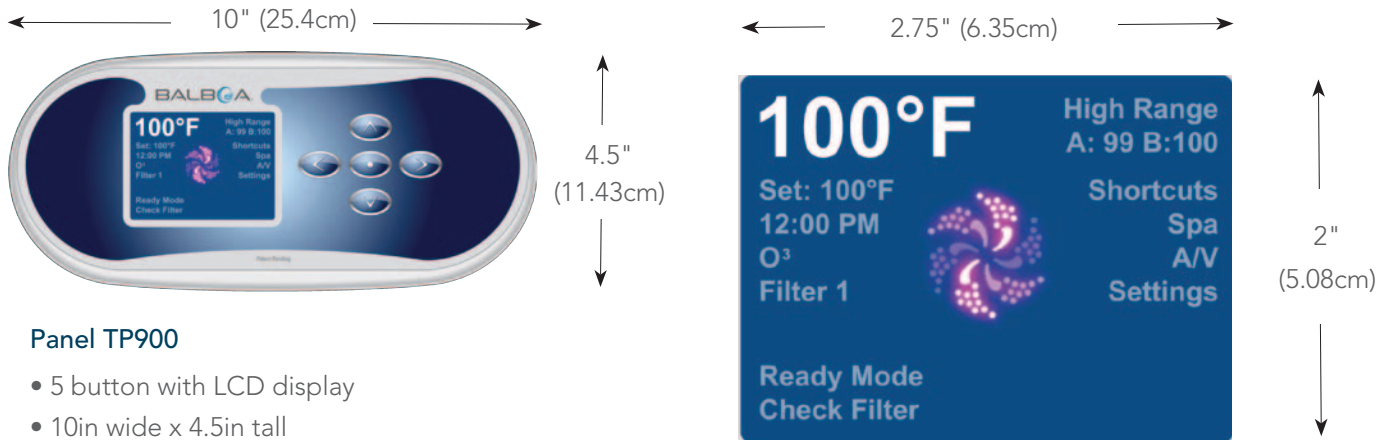 10" (25.4cm)
BALBOA
100°F
High Range
A: 99 B:100
Set: 100°F
12:00 PM
O³
Filter 1
Shortcuts
Spa
A/V
Settings
Ready Mode
Check Filter
Patent Pending
4.5"
(11.43cm)
Panel TP900
• 5 button with LCD display
• 10in wide x 4.5in tall
2.75" (6.35cm)
100°F
High Range
A: 99 B:100
Set: 100°F
12:00 PM
O³
Filter 1
Shortcuts
Spa
A/V
Settings
Ready Mode
Check Filter
2"
(5.08cm)